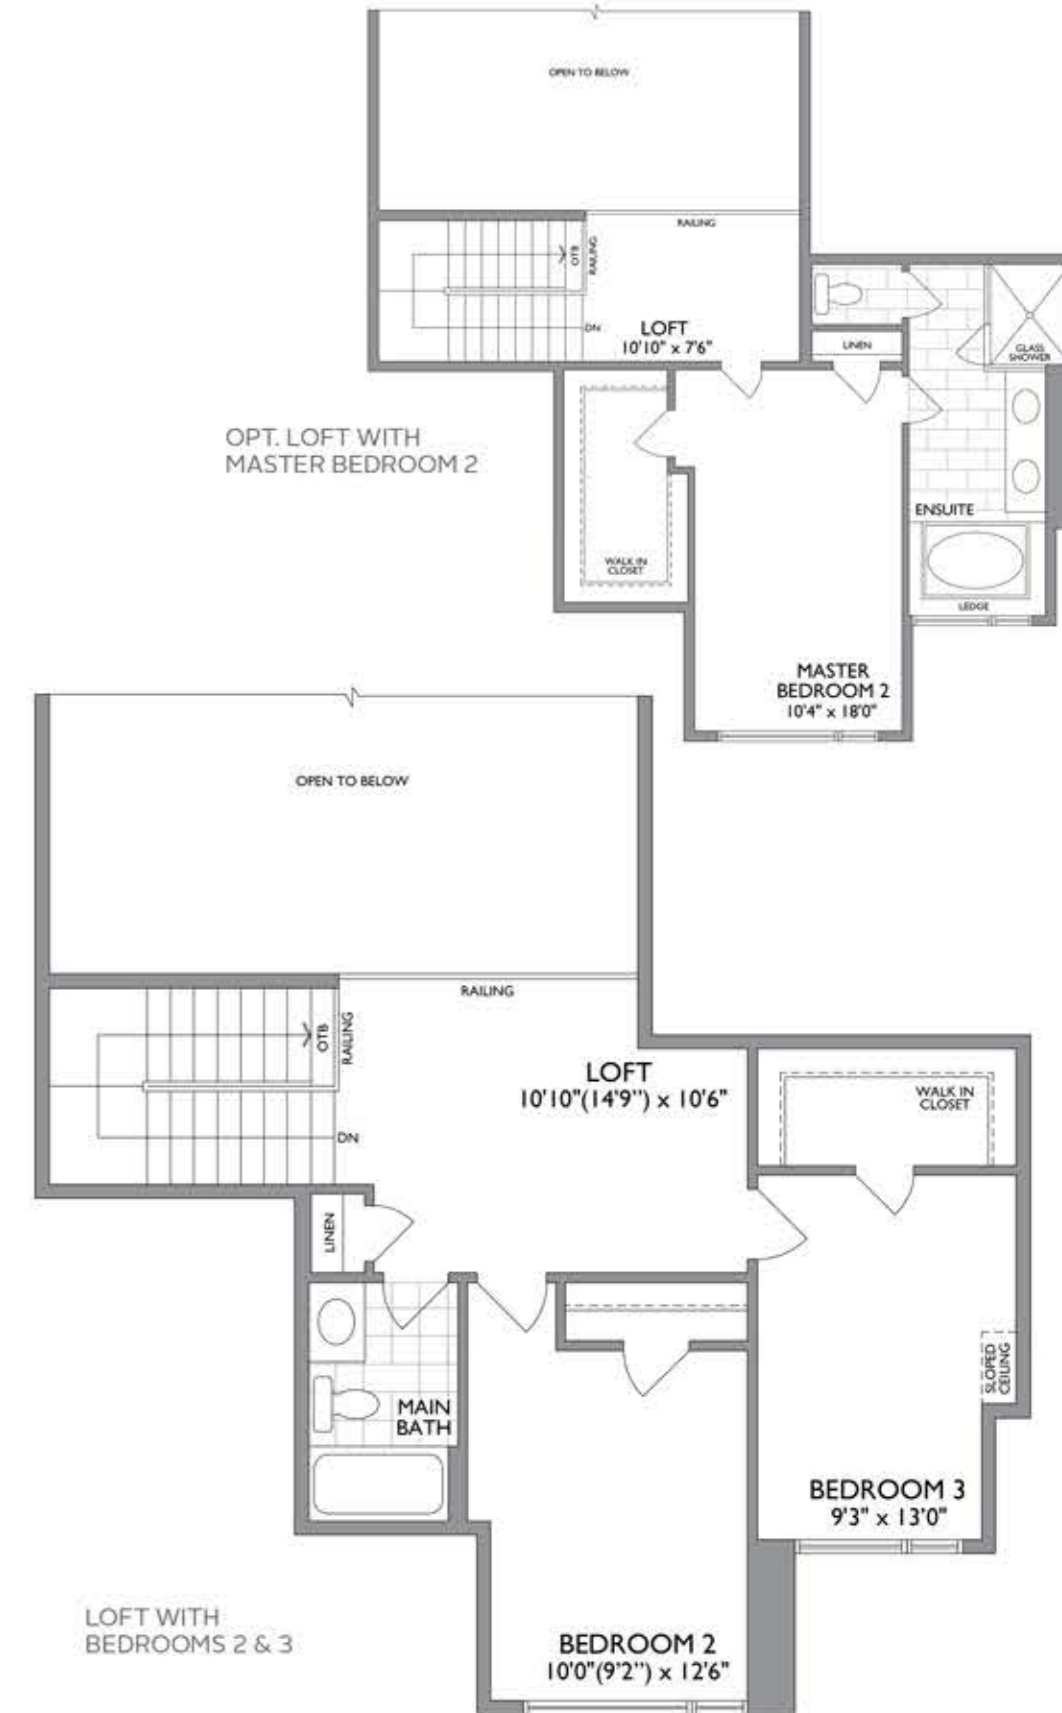 OPEN TO BELOW
RAILING
OTB
RAILING
DN
LOFT
10'10" x 7'6"
LINEN
GLASS
SHOWER
OPT. LOFT WITH
MASTER BEDROOM 2
WALK IN
CLOSET
ENSUITE
LEDGE
MASTER
BEDROOM 2
10'4" x 18'0"
OPEN TO BELOW
RAILING
OTB
RAILING
DN
LOFT
10'10"(14'9") x 10'6"
WALK IN
CLOSET
LINEN
SLOPED
CEILING
MAIN
BATH
BEDROOM 3
9'3" x 13'0"
LOFT WITH
BEDROOMS 2 & 3
BEDROOM 2
10'0"(9'2") x 12'6"